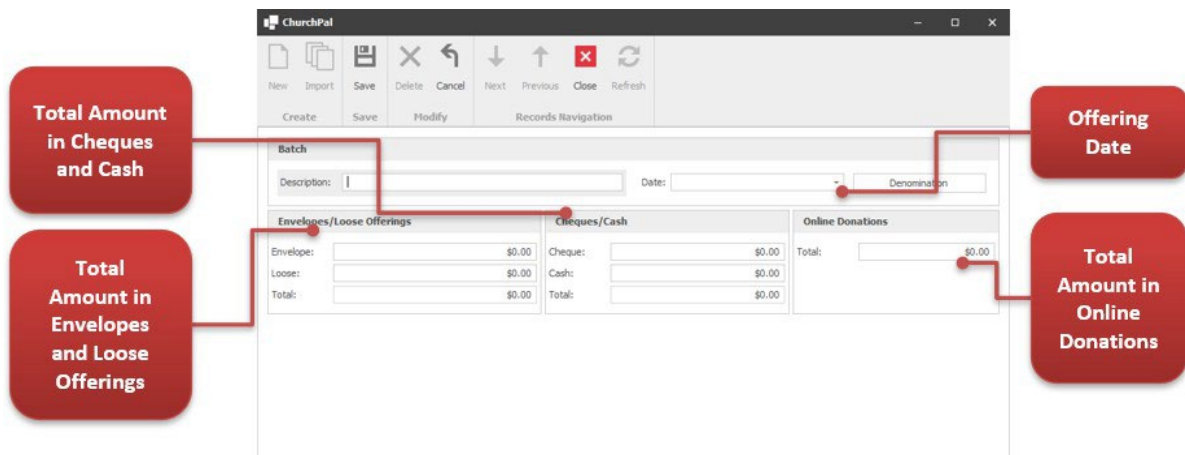 ChurchPal
New Import Save Delete Cancel Next Previous Close Refresh
Create Save Modify Records Navigation
Total Amount
in Cheques
and Cash
Offering
Date
Batch
Description: Date: Denomination
Envelopes/Loose Offerings Cheques/Cash Online Donations
Envelope: $0.00 Cheque: $0.00 Total: $0.00
Loose: $0.00 Cash: $0.00
Total: $0.00 Total: $0.00
Total
Amount in
Envelopes
and Loose
Offerings
Total
Amount in
Online
Donations